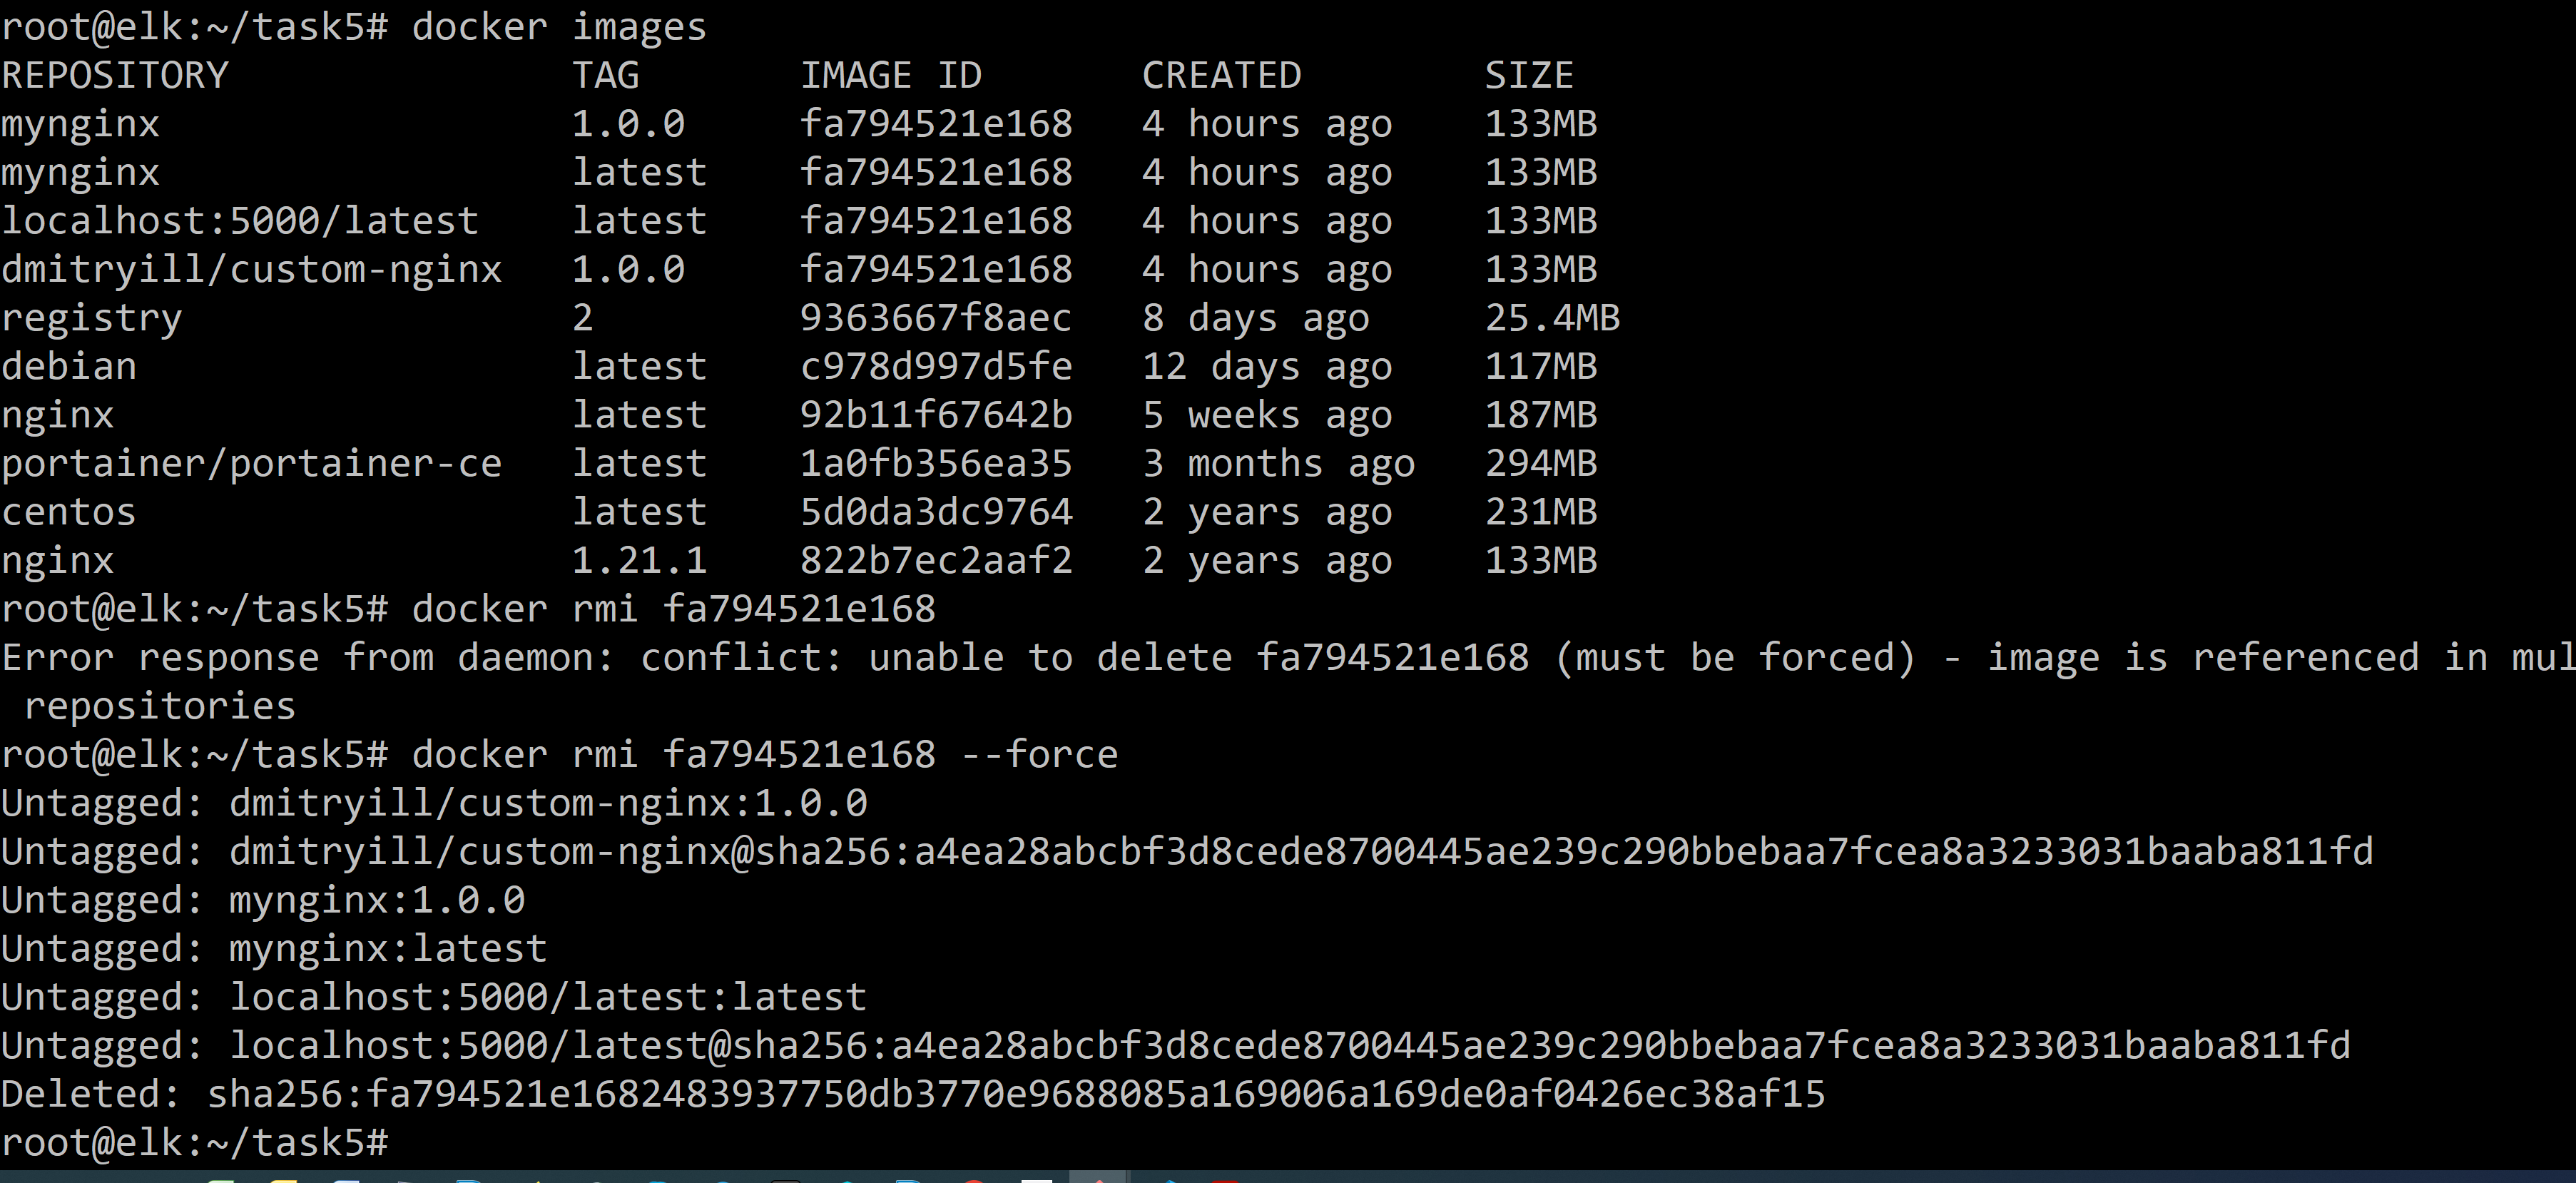 root@elk:~/task5# docker images
REPOSITORY TAG IMAGE ID CREATED SIZE
mynginx 1.0.0 fa794521e168 4 hours ago 133MB
mynginx latest fa794521e168 4 hours ago 133MB
localhost:5000/latest latest fa794521e168 4 hours ago 133MB
dmitryill/custom-nginx 1.0.0 fa794521e168 4 hours ago 133MB
registry 2 9363667f8aec 8 days ago 25.4MB
debian latest c978d997d5fe 12 days ago 117MB
nginx latest 92b11f67642b 5 weeks ago 187MB
portainer/portainer-ce latest 1a0fb356ea35 3 months ago 294MB
centos latest 5d0da3dc9764 2 years ago 231MB
nginx 1.21.1 822b7ec2aaf2 2 years ago 133MB
root@elk:~/task5# docker rmi fa794521e168
Error response from daemon: conflict: unable to delete fa794521e168 (must be forced) - image is referenced in mul
repositories
root@elk:~/task5# docker rmi fa794521e168 --force
Untagged: dmitryill/custom-nginx:1.0.0
Untagged: dmitryill/custom-nginx@sha256:a4ea28abcbf3d8cede8700445ae239c290bbebaa7fcea8a3233031baaba811fd
Untagged: mynginx:1.0.0
Untagged: mynginx:latest
Untagged: localhost:5000/latest:latest
Untagged: localhost:5000/latest@sha256:a4ea28abcbf3d8cede8700445ae239c290bbebaa7fcea8a3233031baaba811fd
Deleted: sha256:fa794521e1682483937750db3770e9688085a169006a169de0af0426ec38af15
root@elk:~/task5#